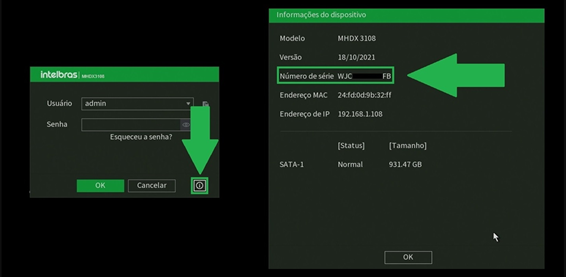 intelbras | MHDX3108
Usuário admin
Senha
Esqueceu a senha?
OK Cancelar
Informações do dispositivo
Modelo MHDX 3108
Versão 18/10/2021
Número de série WJC FB
Endereço MAC 24:fd:0d:9b:32:ff
Endereço de IP 192.168.1.108
[Status] [Tamanho]
SATA-1 Normal 931.47 GB
OK